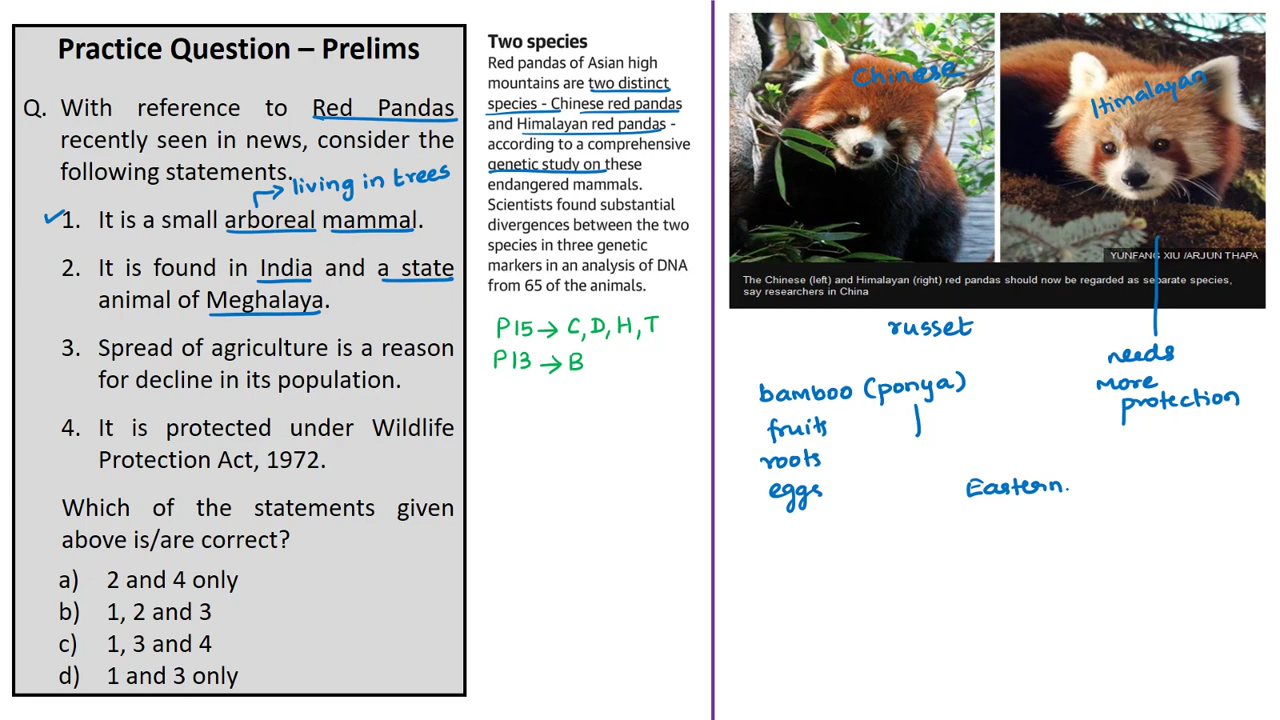 Practice Question – Prelims
Q. With reference to Red Pandas
recently seen in news, consider the
following statements.
living in trees
1. It is a small arboreal mammal.
2. It is found in India and a state
animal of Meghalaya.
3. Spread of agriculture is a reason
for decline in its population.
4. It is protected under Wildlife
Protection Act, 1972.
Which of the statements given
above is/are correct?
a) 2 and 4 only
b) 1, 2 and 3
c) 1, 3 and 4
d) 1 and 3 only
Two species
Red pandas of Asian high
mountains are two distinct
species - Chinese red pandas
and Himalayan red pandas -
according to a comprehensive
genetic study on these
endangered mammals.
Scientists found substantial
divergences between the two
species in three genetic
markers in an analysis of DNA
from 65 of the animals.
P15 → C, D, H, T
P13 → B
Chinese
Himalayan
YUNFANG XIU /ARJUN THAPA
The Chinese (left) and Himalayan (right) red pandas should now be regarded as separate species,
say researchers in China
russet
needs
more
protection
bamboo (ponya)
fruits
roots
eggs
Eastern.